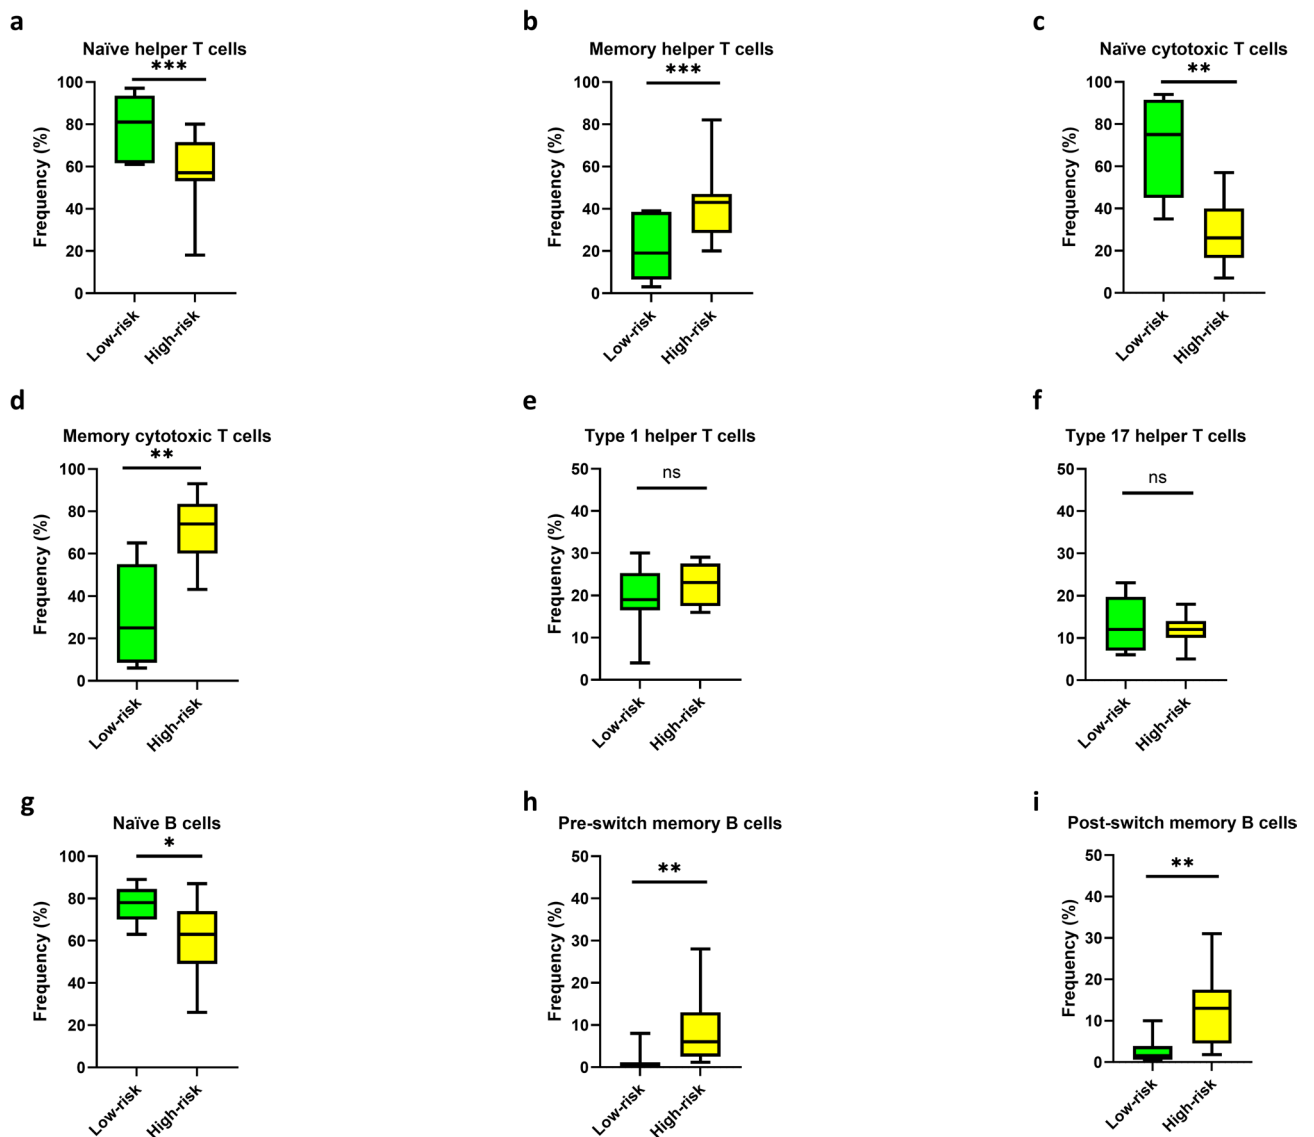 a
Naïve helper T cells
***
Frequency (%)
100
80
60
40
20
0
Low-risk
High-risk
b
Memory helper T cells
***
Frequency (%)
100
80
60
40
20
0
Low-risk
High-risk
c
Naïve cytotoxic T cells
**
Frequency (%)
100
80
60
40
20
0
Low-risk
High-risk
d
Memory cytotoxic T cells
**
Frequency (%)
100
80
60
40
20
0
Low-risk
High-risk
e
Type 1 helper T cells
ns
Frequency (%)
50
40
30
20
10
0
Low-risk
High-risk
f
Type 17 helper T cells
ns
Frequency (%)
50
40
30
20
10
0
Low-risk
High-risk
g
Naïve B cells
*
Frequency (%)
100
80
60
40
20
0
Low-risk
High-risk
h
Pre-switch memory B cells
**
Frequency (%)
50
40
30
20
10
0
Low-risk
High-risk
i
Post-switch memory B cells
**
Frequency (%)
50
40
30
20
10
0
Low-risk
High-risk